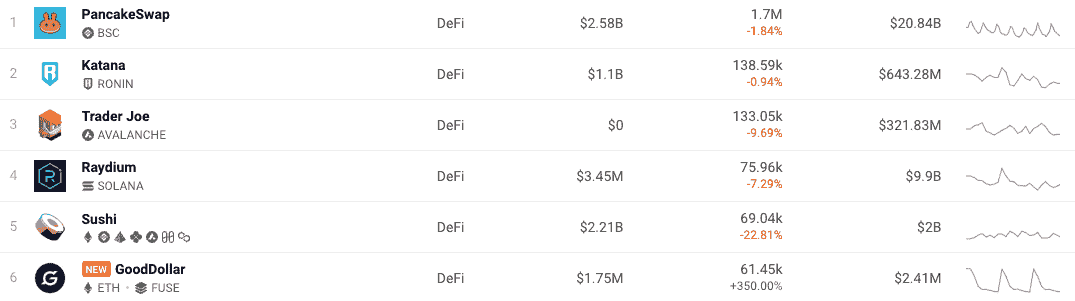 1 PancakeSwap DeFi $2.58B 1.7M $20.84B
BSC -1.84%
2 Katana DeFi $1.1B 138.59k $643.28M
RONIN -0.94%
3 Trader Joe DeFi $0 133.05k $321.83M
AVALANCHE -9.69%
4 Raydium DeFi $3.45M 75.96k $9.9B
SOLANA -7.29%
5 Sushi DeFi $2.21B 69.04k $2B
-22.81%
6 NEW GoodDollar DeFi $1.75M 61.45k $2.41M
ETH • FUSE +350.00%